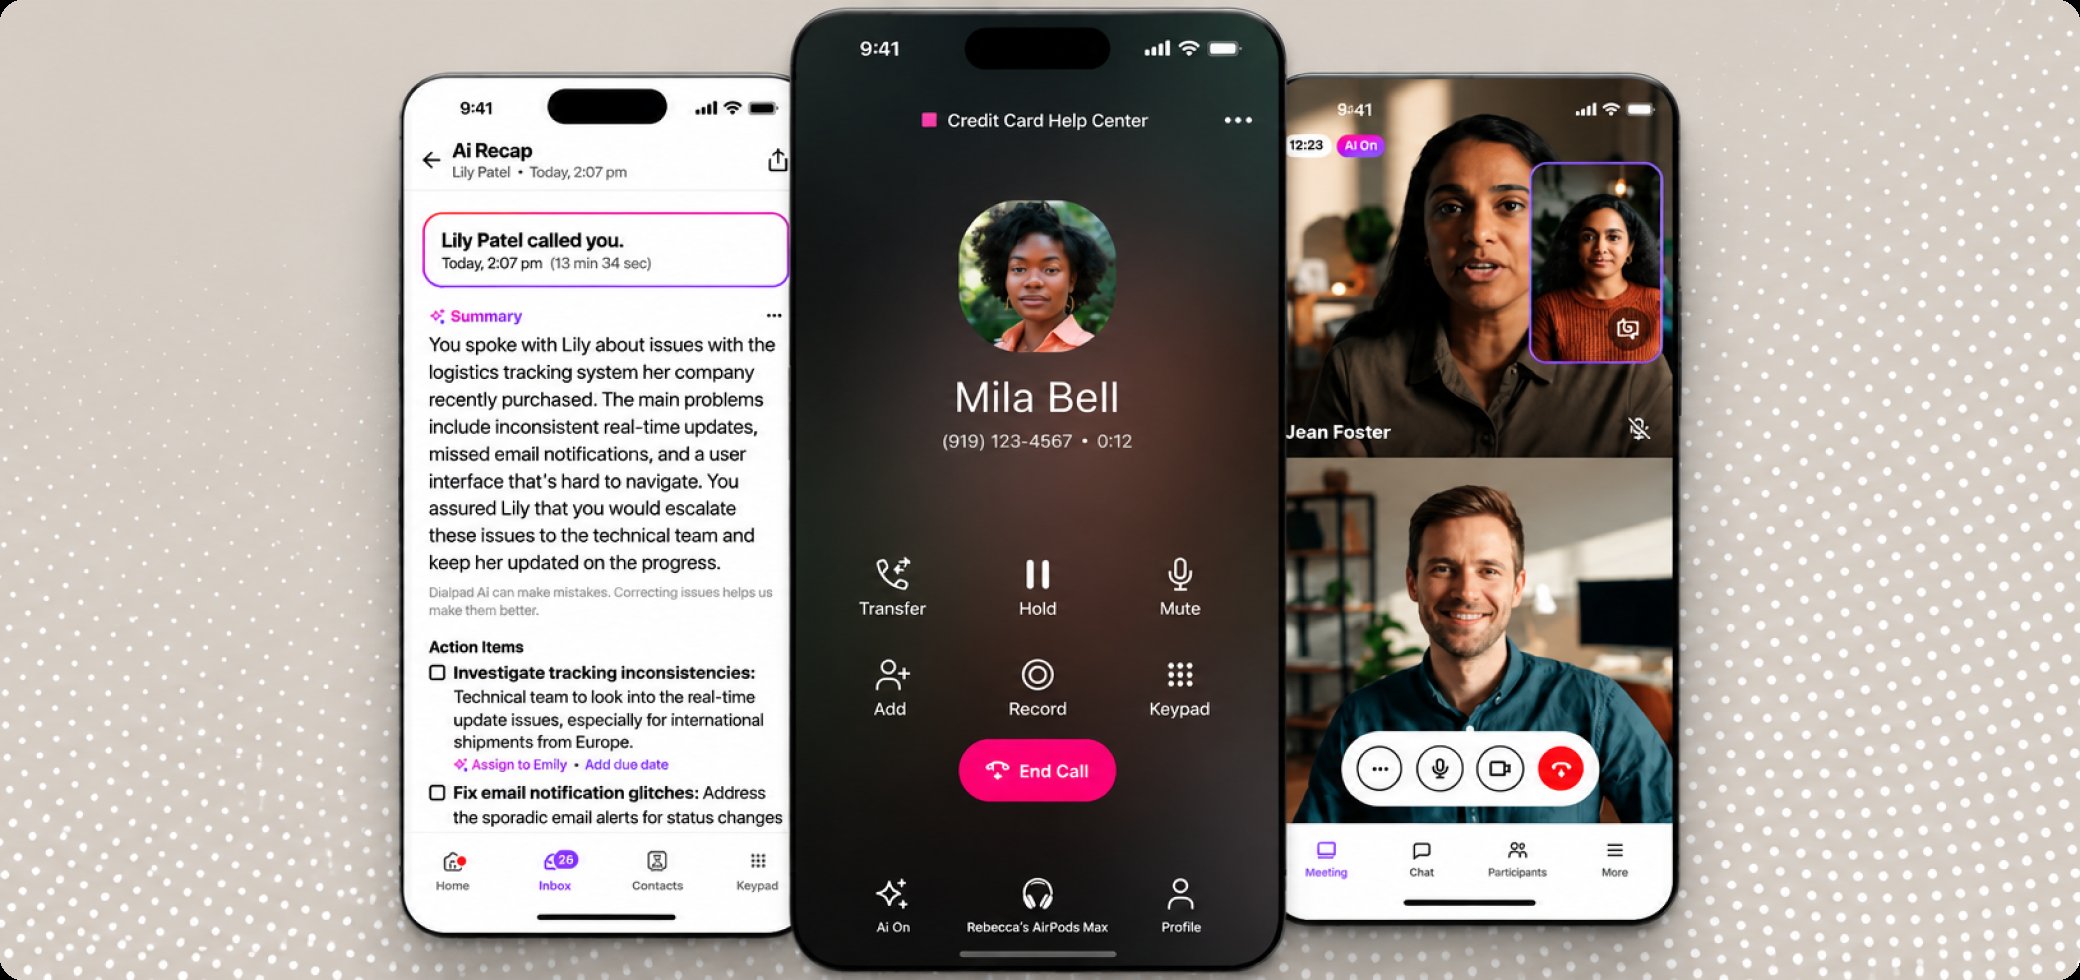 9:41
Ai Recap
Lily Patel • Today, 2:07 pm
Lily Patel called you.
Today, 2:07 pm (13 min 34 sec)
Summary
You spoke with Lily about issues with the
logistics tracking system her company
recently purchased. The main problems
include inconsistent real-time updates,
missed email notifications, and a user
interface that's hard to navigate. You
assured Lily that you would escalate
these issues to the technical team and
keep her updated on the progress.
Dialpad Ai can make mistakes. Correcting issues helps us
make them better.
Action Items
Investigate tracking inconsistencies:
Technical team to look into the real-time
update issues, especially for international
shipments from Europe.
Assign to Emily • Add due date
Fix email notification glitches: Address
the sporadic email alerts for status changes
26
Home
Inbox
Contacts
Keypad
9:41
Credit Card Help Center
Mila Bell
(919) 123-4567 • 0:12
Transfer
Hold
Mute
Add
Record
Keypad
End Call
Ai On
Rebecca's AirPods Max
Profile
9:41
12:23
AI On
Jean Foster
Meeting
Chat
Participants
More